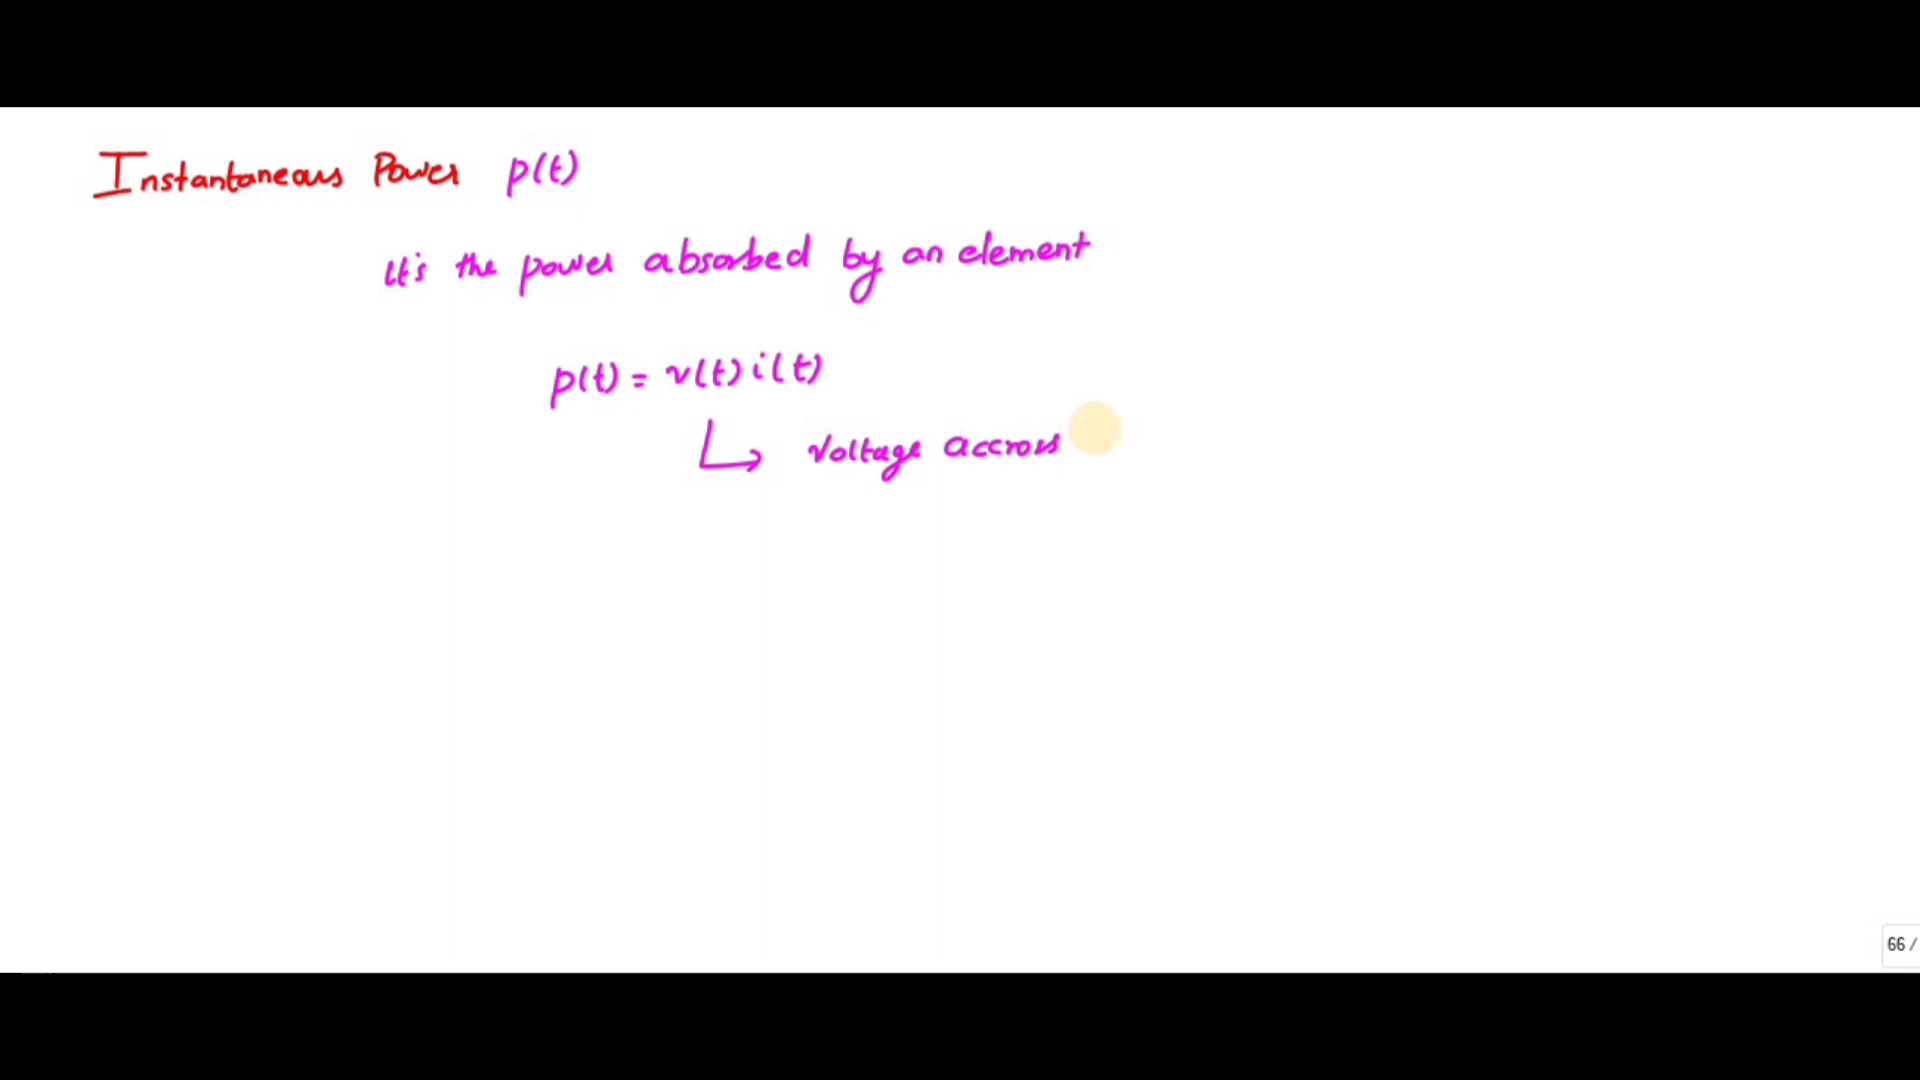 Instantaneous Power p(t)
It's the power absorbed by an element
p(t) = v(t) i(t)
Voltage accross
66 /